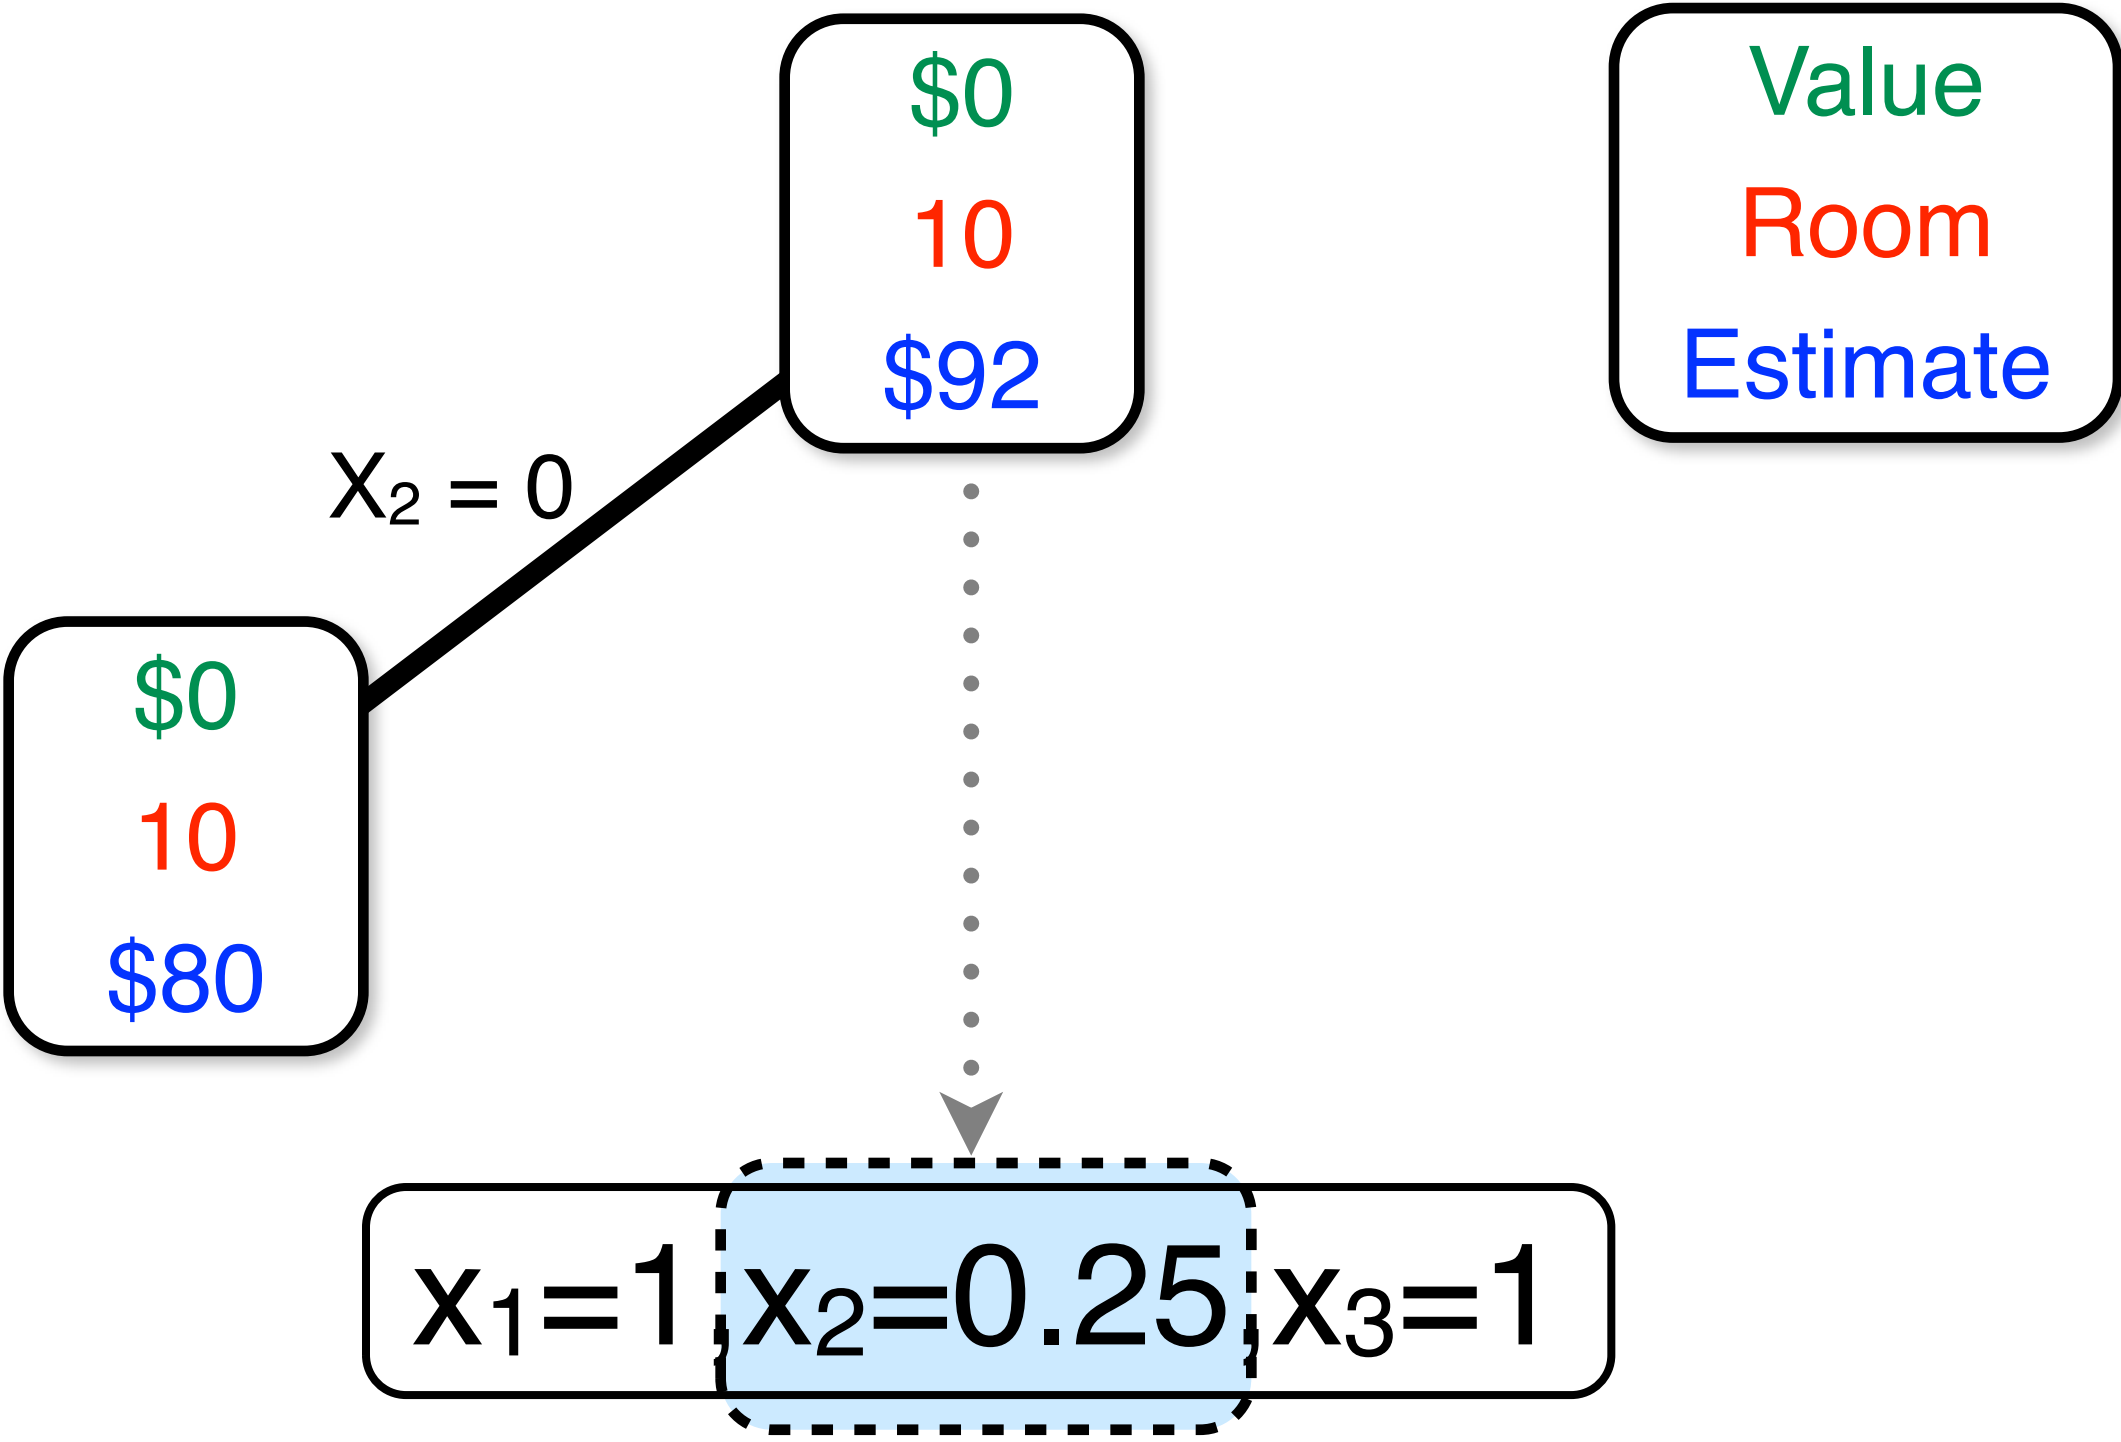 $0
10
$92
Value
Room
Estimate
X₂ = 0
$0
10
$80
x₁=1, x₂=0.25, x₃=1